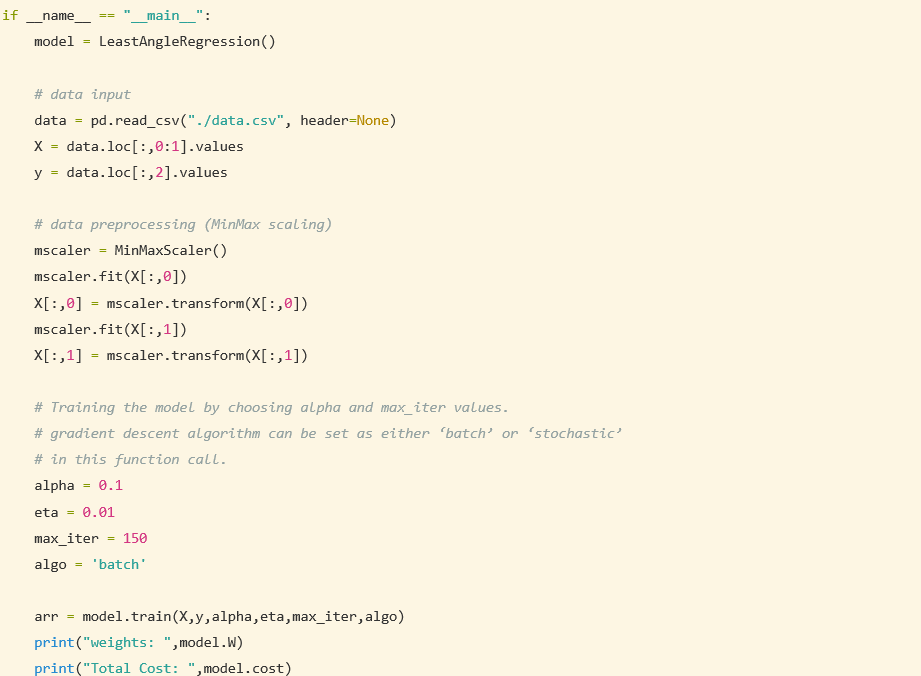 if __name__ == "__main__":
    model = LeastAngleRegression()

    # data input
    data = pd.read_csv("./data.csv", header=None)
    X = data.loc[:,0:1].values
    y = data.loc[:,2].values

    # data preprocessing (MinMax scaling)
    mscaler = MinMaxScaler()
    mscaler.fit(X[:,0])
    X[:,0] = mscaler.transform(X[:,0])
    mscaler.fit(X[:,1])
    X[:,1] = mscaler.transform(X[:,1])

    # Training the model by choosing alpha and max_iter values.
    # gradient descent algorithm can be set as either ‘batch’ or ‘stochastic’
    # in this function call.
    alpha = 0.1
    eta = 0.01
    max_iter = 150
    algo = 'batch'

    arr = model.train(X,y,alpha,eta,max_iter,algo)
    print("weights: ",model.W)
    print("Total Cost: ",model.cost)